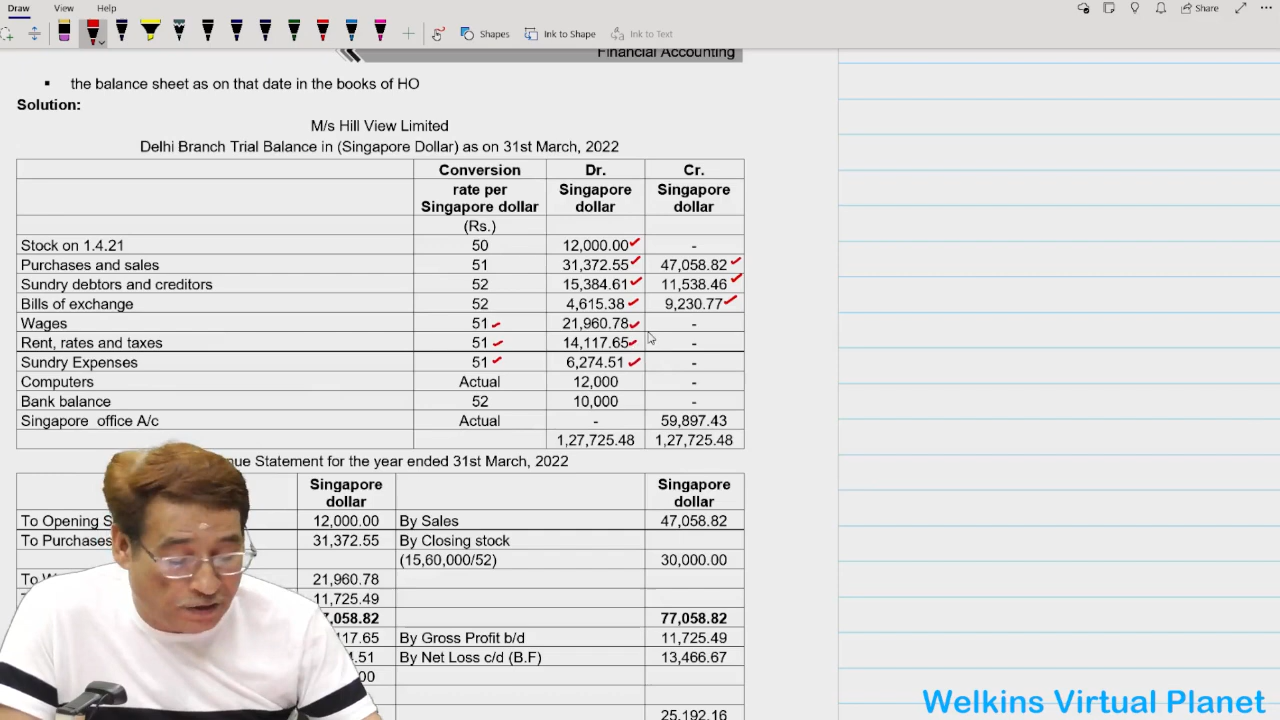 Draw View Help Share
Shapes Ink to Shape Ink to Text
Financial Accounting
▪ the balance sheet as on that date in the books of HO
Solution:
M/s Hill View Limited
Delhi Branch Trial Balance in (Singapore Dollar) as on 31st March, 2022
Conversion Dr. Cr.
rate per Singapore Singapore
Singapore dollar dollar dollar
(Rs.)
Stock on 1.4.21 50 12,000.00 -
Purchases and sales 51 31,372.55 47,058.82
Sundry debtors and creditors 52 15,384.61 11,538.46
Bills of exchange 52 4,615.38 9,230.77
Wages 51 21,960.78 -
Rent, rates and taxes 51 14,117.65 -
Sundry Expenses 51 6,274.51 -
Computers Actual 12,000 -
Bank balance 52 10,000 -
Singapore office A/c Actual - 59,897.43
1,27,725.48 1,27,725.48
Statement for the year ended 31st March, 2022
Singapore Singapore
dollar dollar
To Opening 12,000.00 By Sales 47,058.82
To Purchases 31,372.55 By Closing stock
(15,60,000/52) 30,000.00
To 21,960.78
11,725.49
7,058.82 77,058.82
117.65 By Gross Profit b/d 11,725.49
.51 By Net Loss c/d (B.F) 13,466.67
00
25,192.16
Welkins Virtual Planet